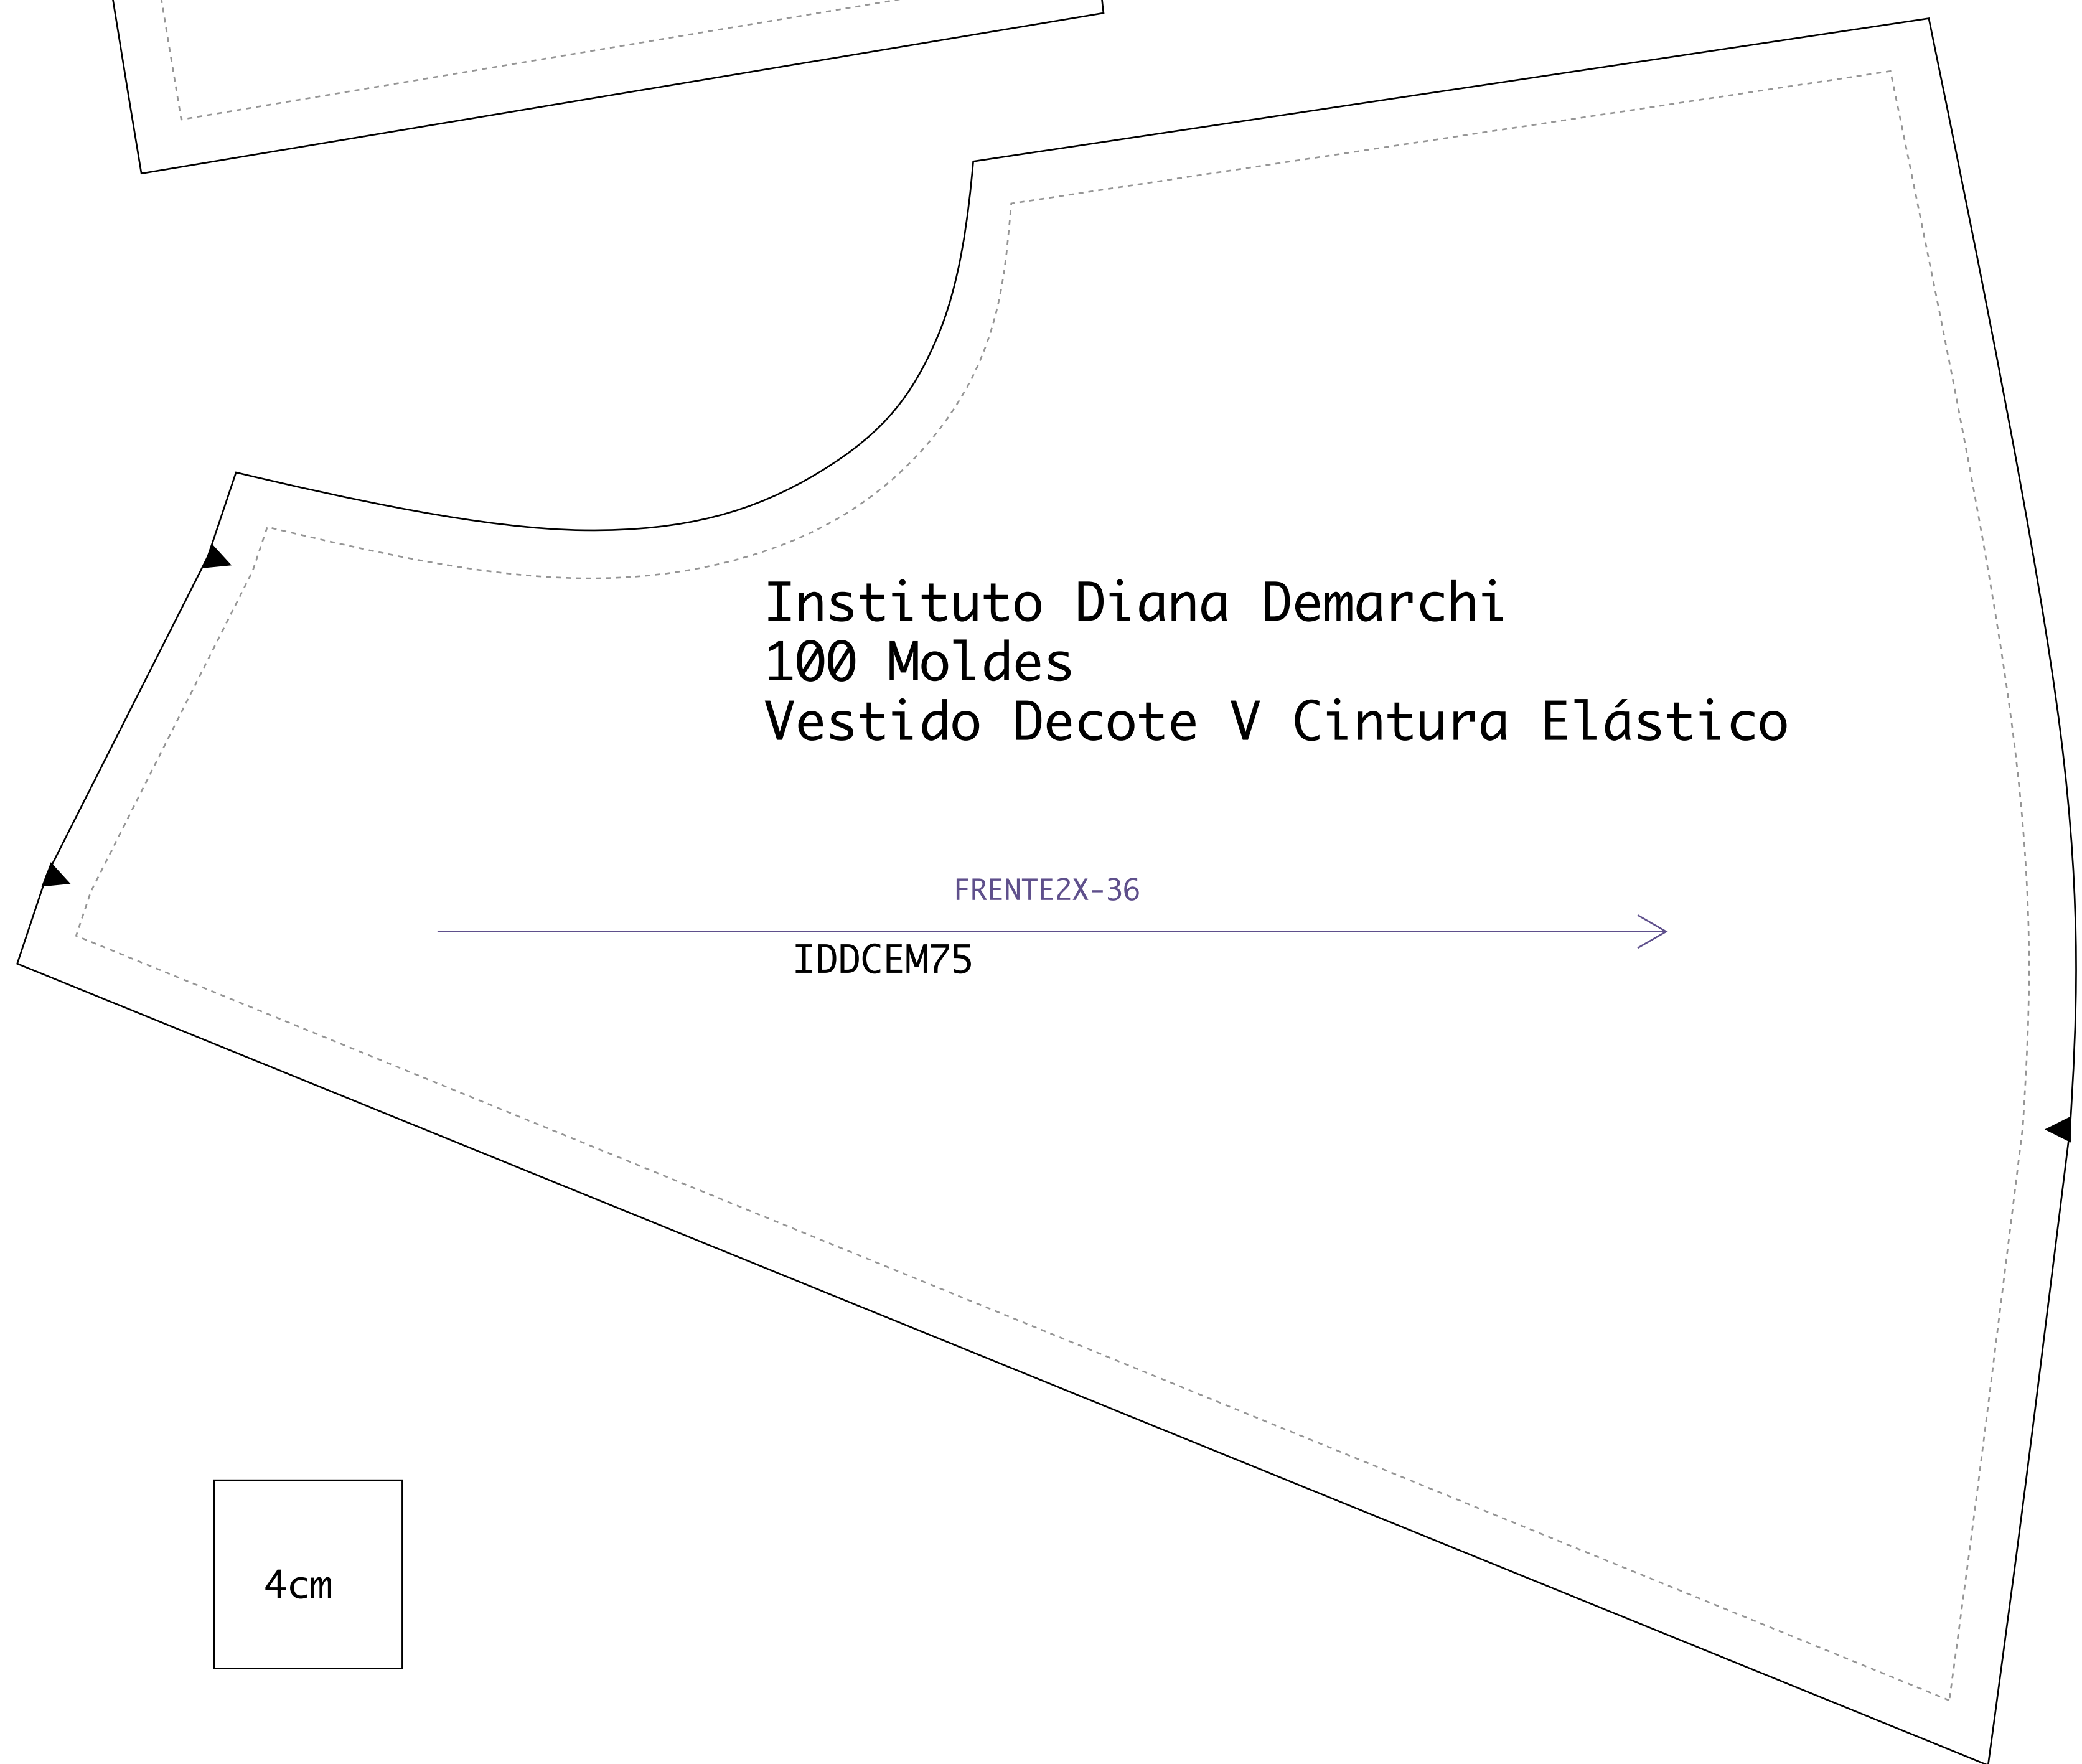 Instituto Diana Demarchi
100 Moldes
Vestido Decote V Cintura Elástico
FRENTE2X-36
IDDCEM75
4cm